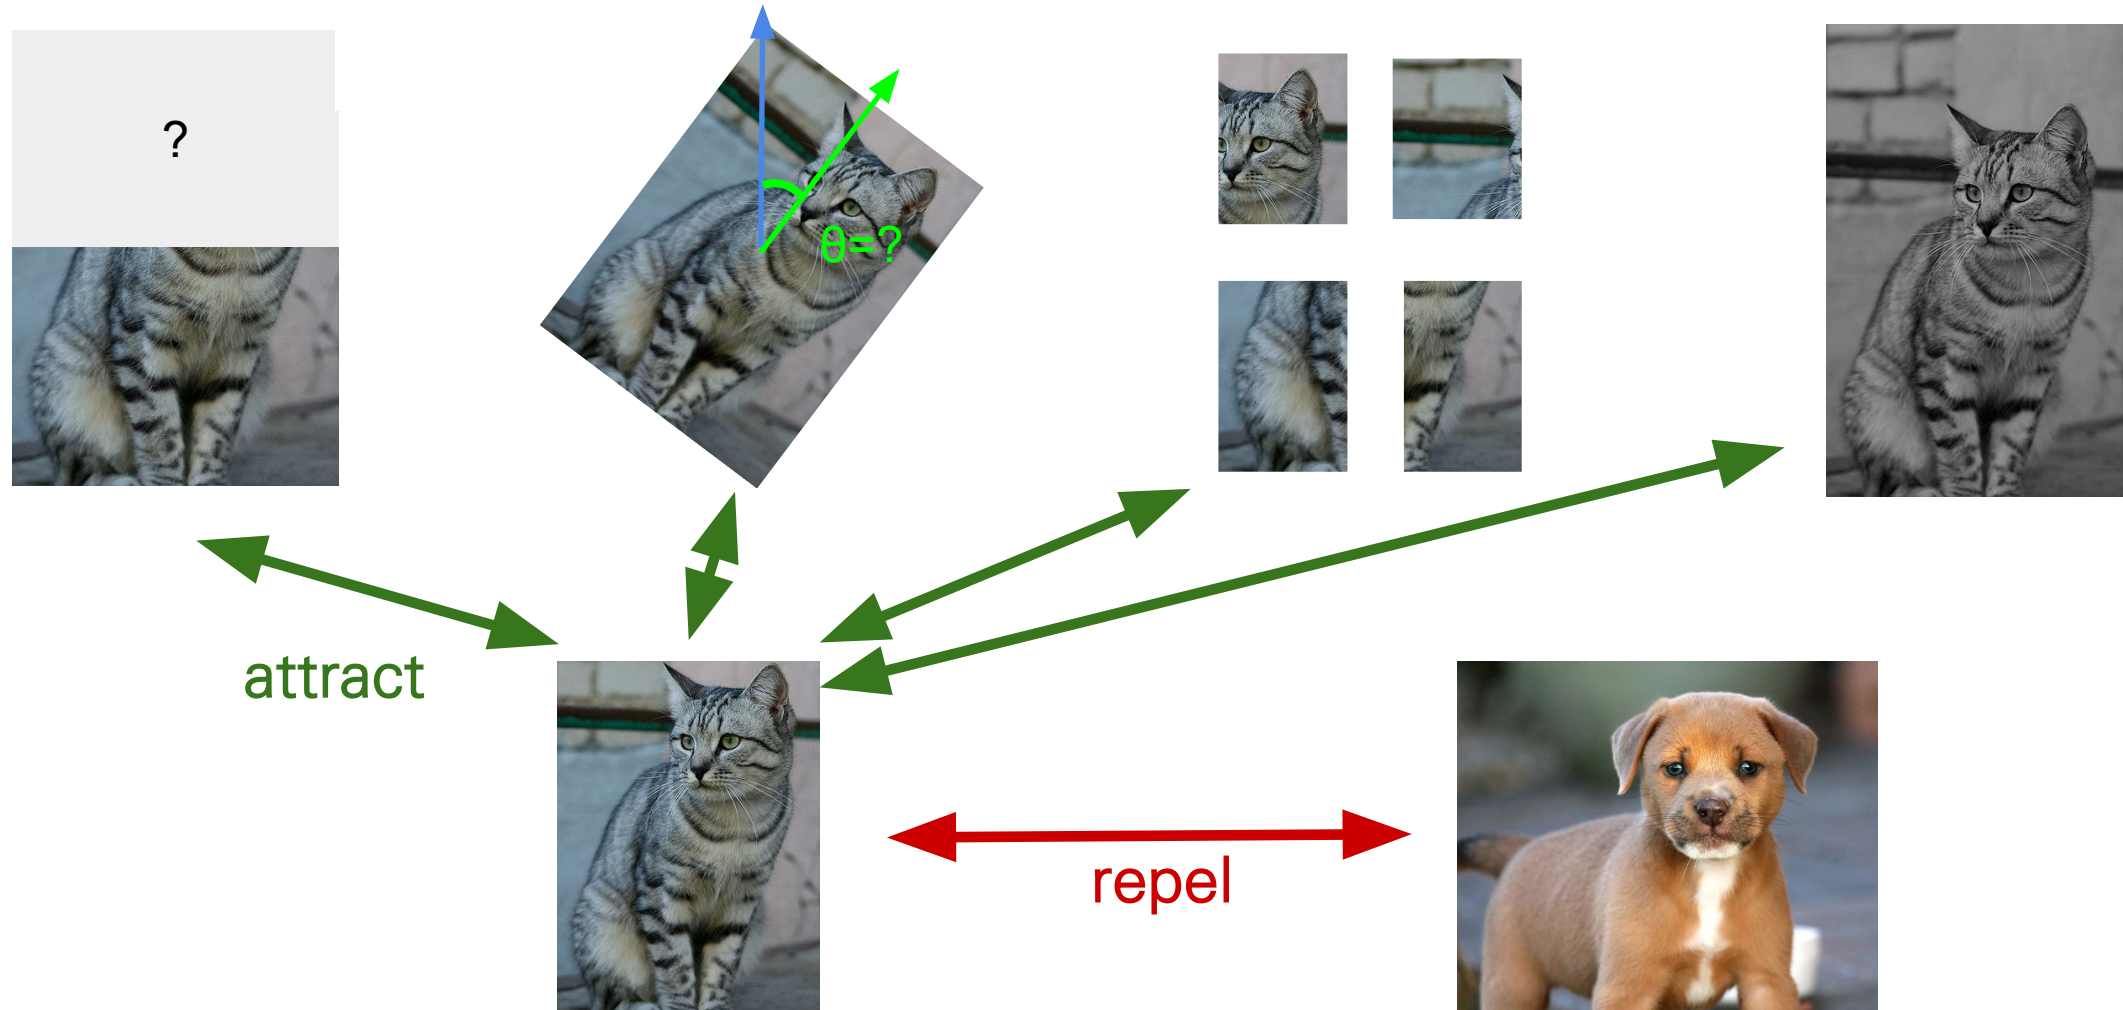 ?
θ=?
attract
repel